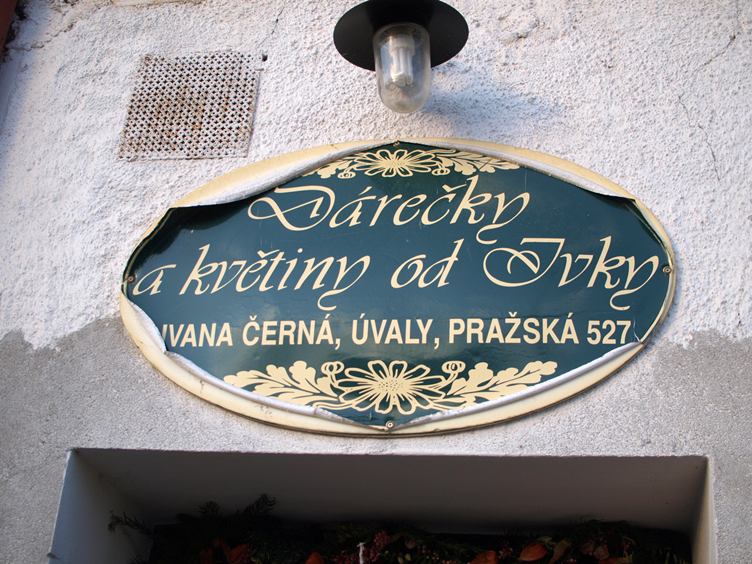 Dárečky
a květiny od Ivky
IVANA ČERNÁ, ÚVALY, PRAŽSKÁ 527